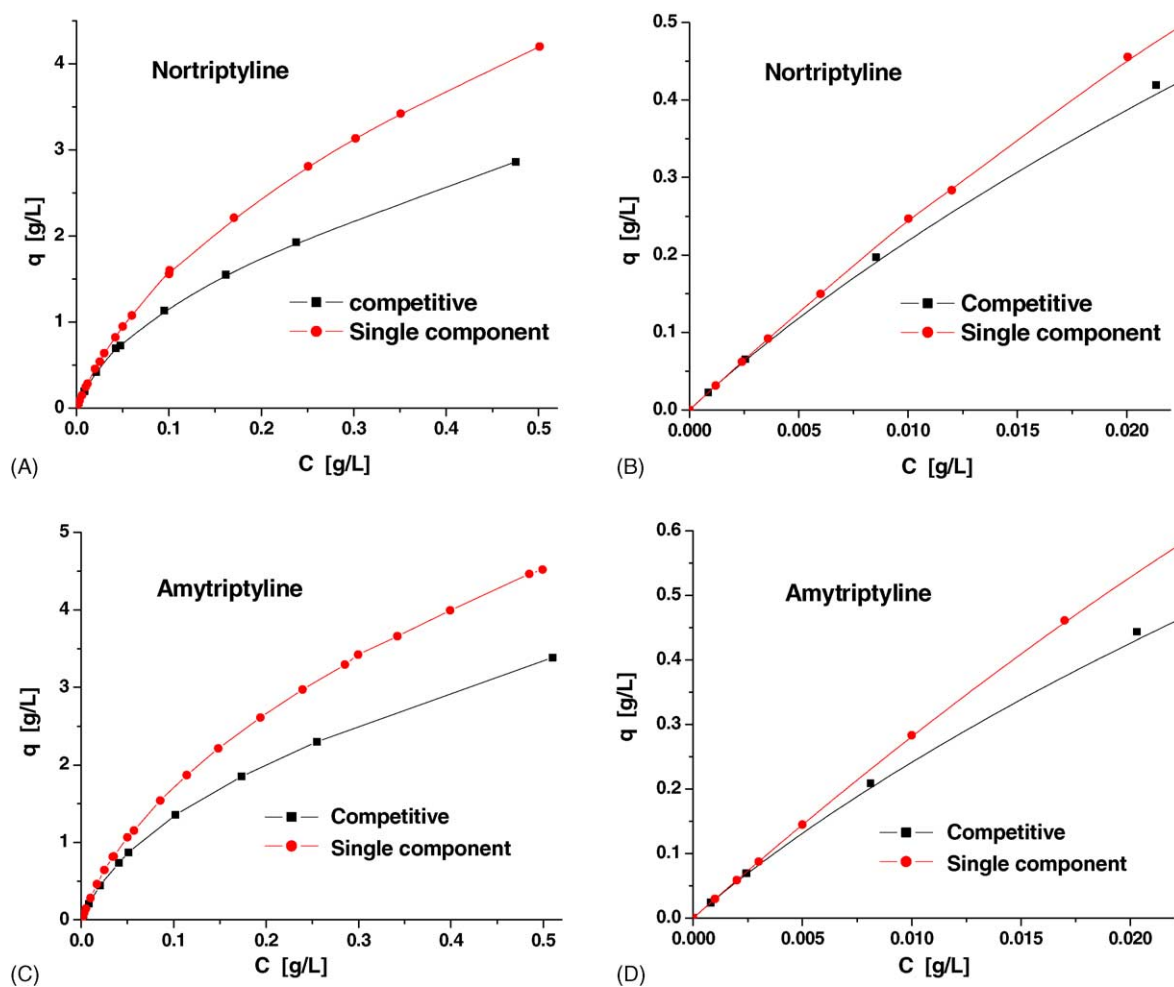 Nortriptyline
4
3
2
1
0
q [g/L]
competitive
Single component
0.0 0.1 0.2 0.3 0.4 0.5
C [g/L]
(A)
Nortriptyline
0.5
0.4
0.3
0.2
0.1
0.0
q [g/L]
Competitive
Single component
0.000 0.005 0.010 0.015 0.020
C [g/L]
(B)
Amytriptyline
5
4
3
2
1
0
q [g/L]
Competitive
Single component
0.0 0.1 0.2 0.3 0.4 0.5
C [g/L]
(C)
Amytriptyline
0.6
0.5
0.4
0.3
0.2
0.1
0.0
q [g/L]
Competitive
Single component
0.000 0.005 0.010 0.015 0.020
C [g/L]
(D)